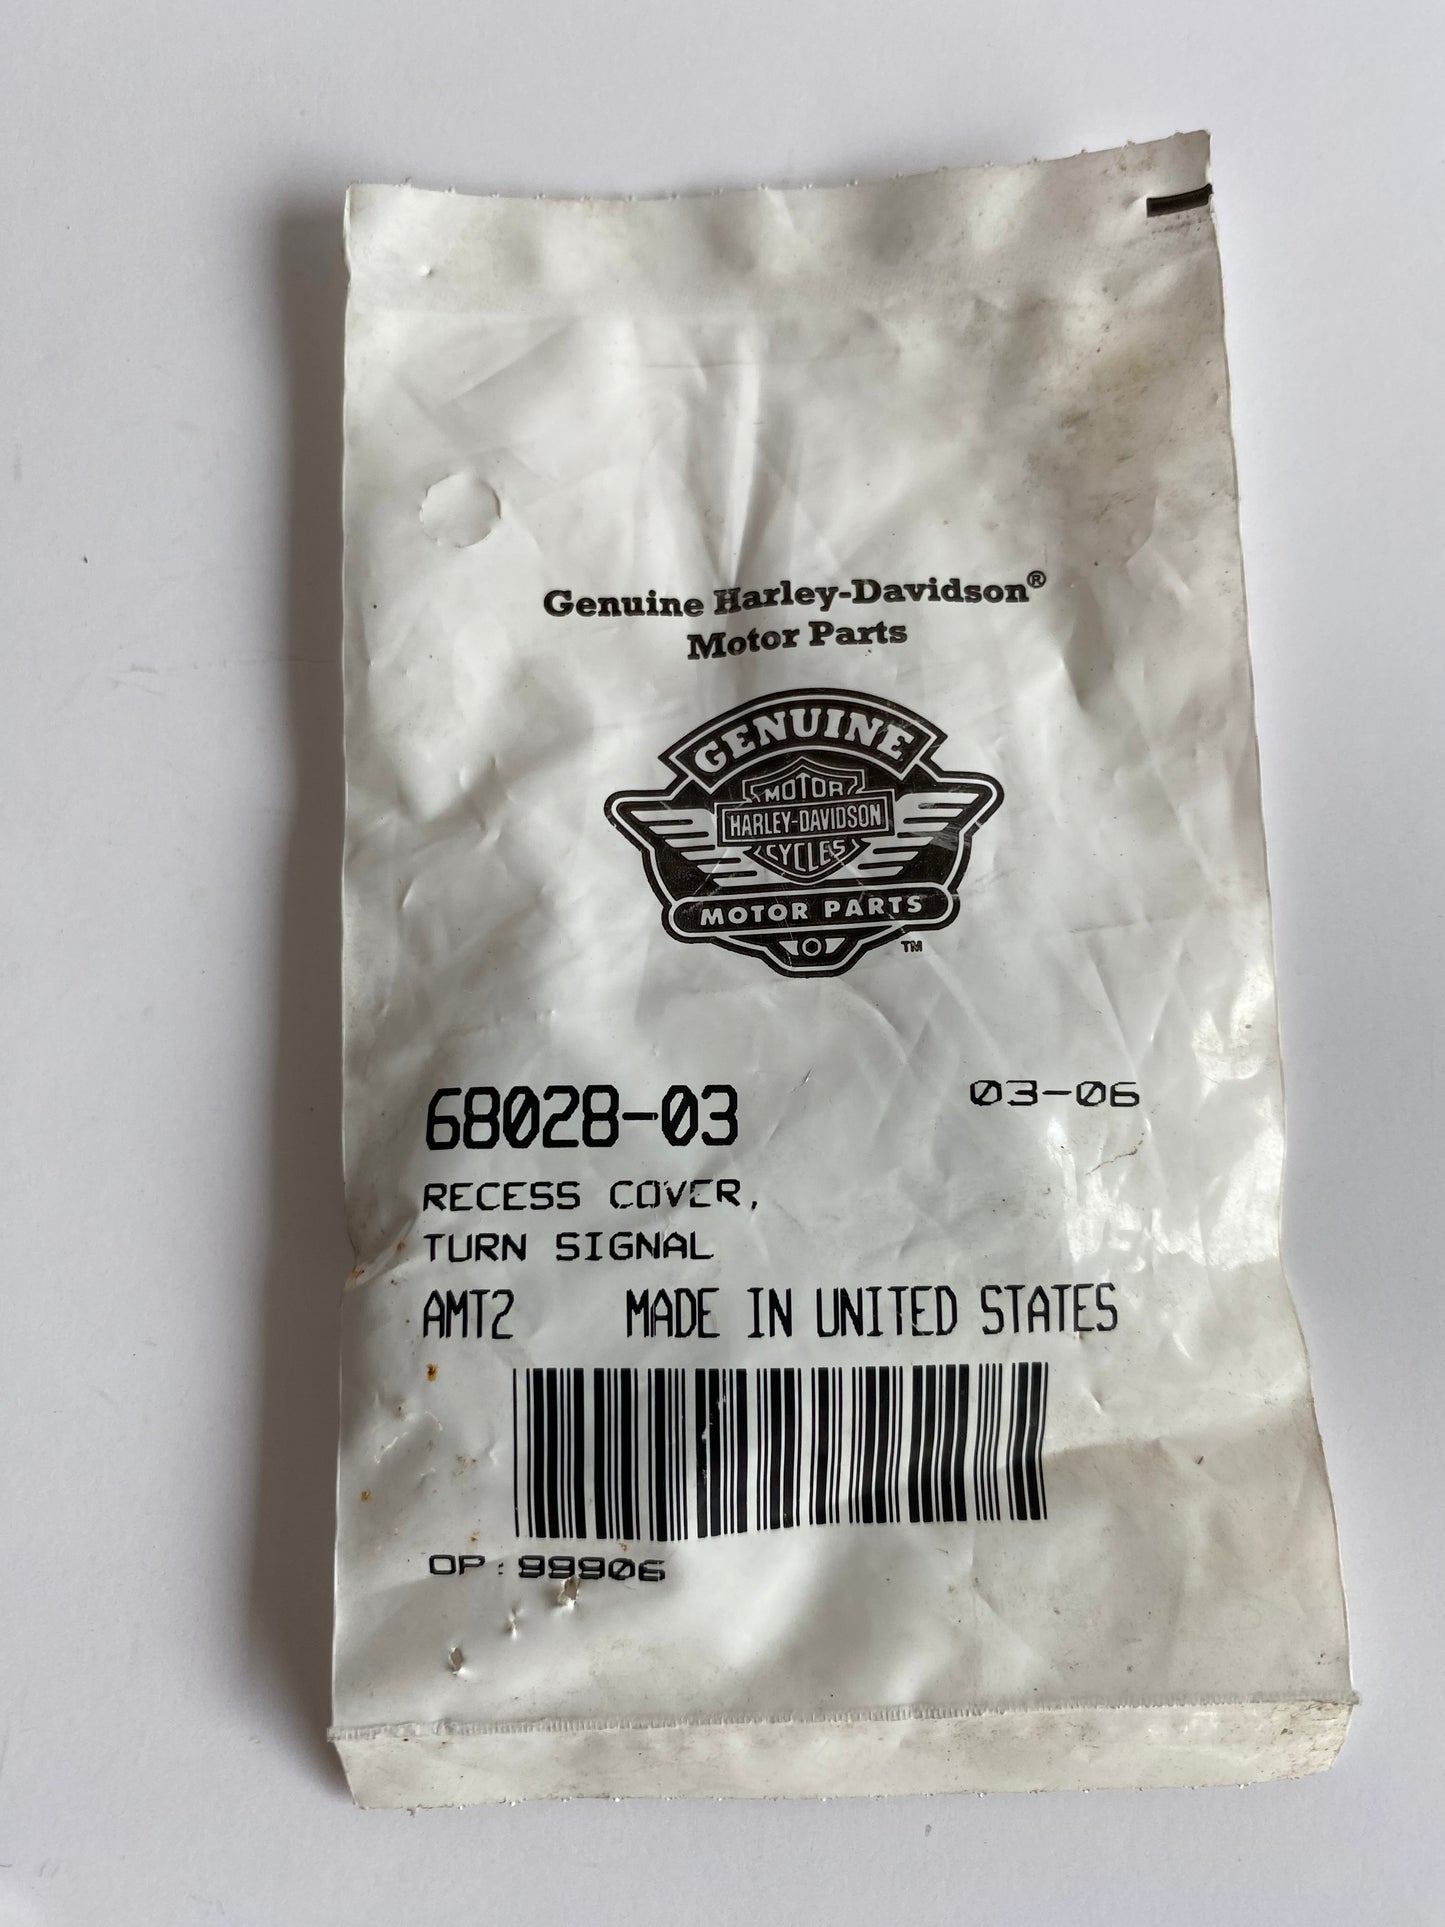 Genuine Harley-Davidson®
Motor Parts
GENUINE
MOTOR
HARLEY-DAVIDSON
CYCLES
MOTOR PARTS
TM
68028-03 03-06
RECESS COVER,
TURN SIGNAL
AMT2 MADE IN UNITED STATES
OP: 99906